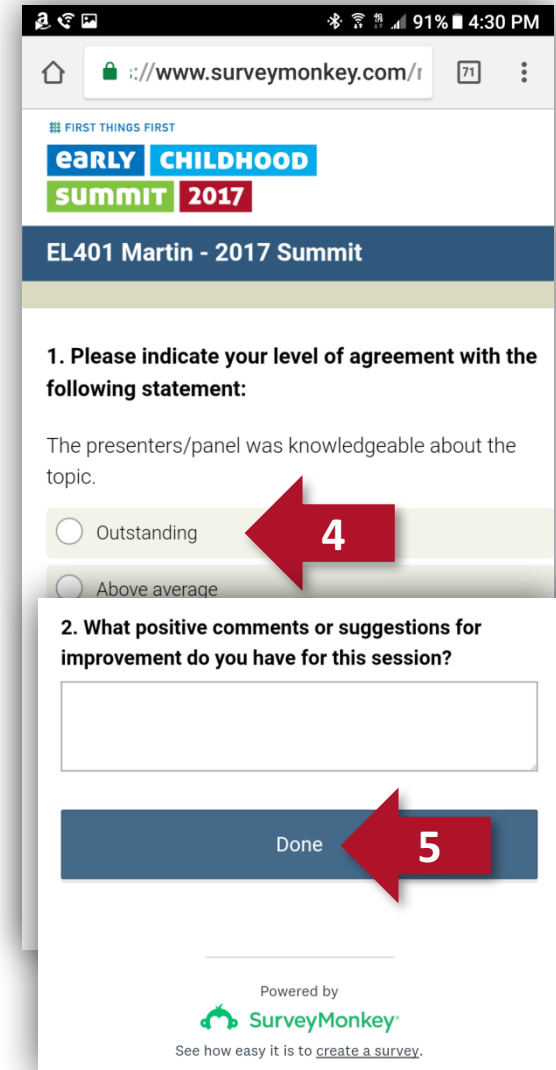 91% 4:30 PM
://www.surveymonkey.com/r
71
FIRST THINGS FIRST
eaRLY CHILDHOOD
summiT 2017
EL401 Martin - 2017 Summit
1. Please indicate your level of agreement with the
following statement:
The presenters/panel was knowledgeable about the
topic.
Outstanding
4
Above average
2. What positive comments or suggestions for
improvement do you have for this session?
Done
5
Powered by
SurveyMonkey
See how easy it is to create a survey.